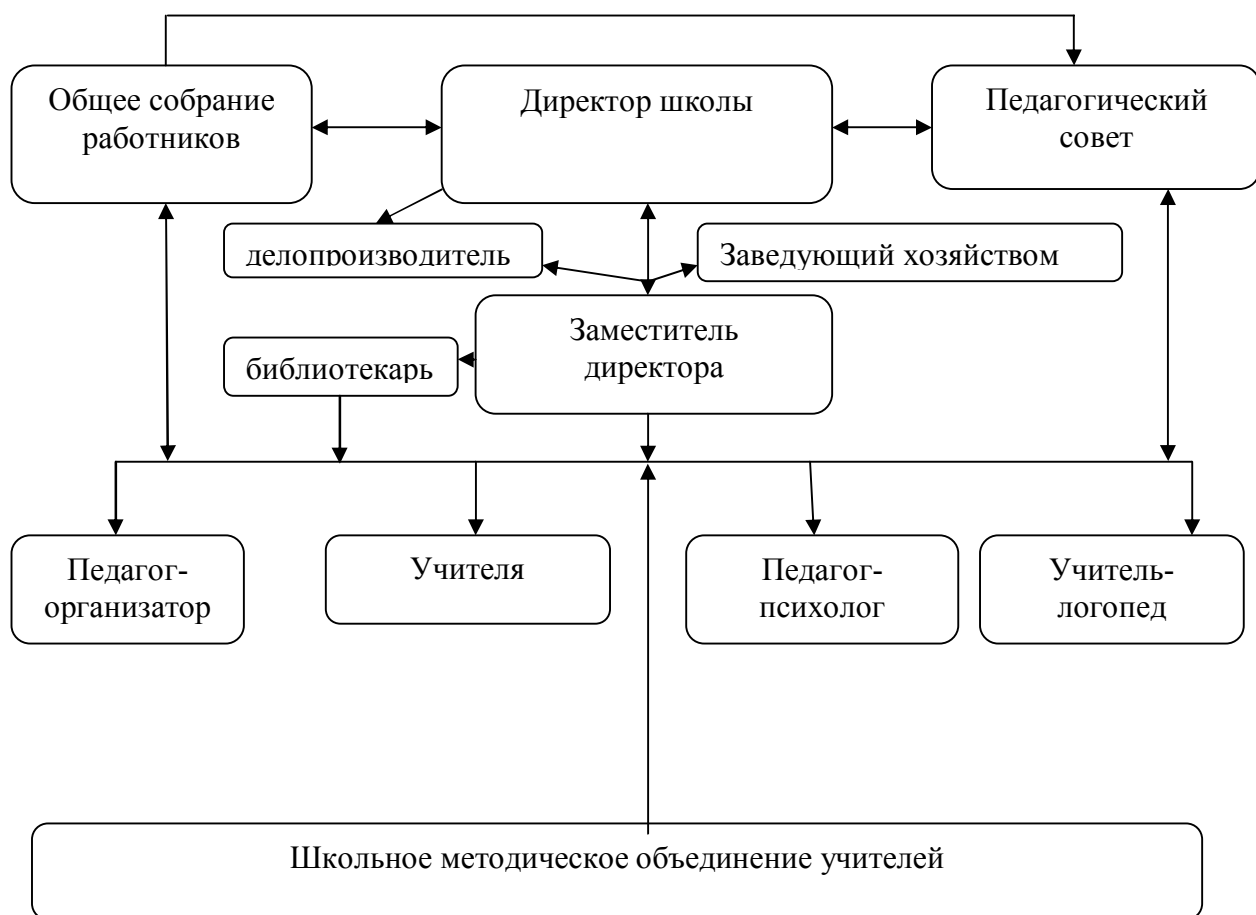 Общее собрание
работников
Директор школы
Педагогический
совет
делопроизводитель
Заведующий хозяйством
Заместитель
директора
библиотекарь
Педагог-
организатор
Учителя
Педагог-
психолог
Учитель-
логопед
Школьное методическое объединение учителей